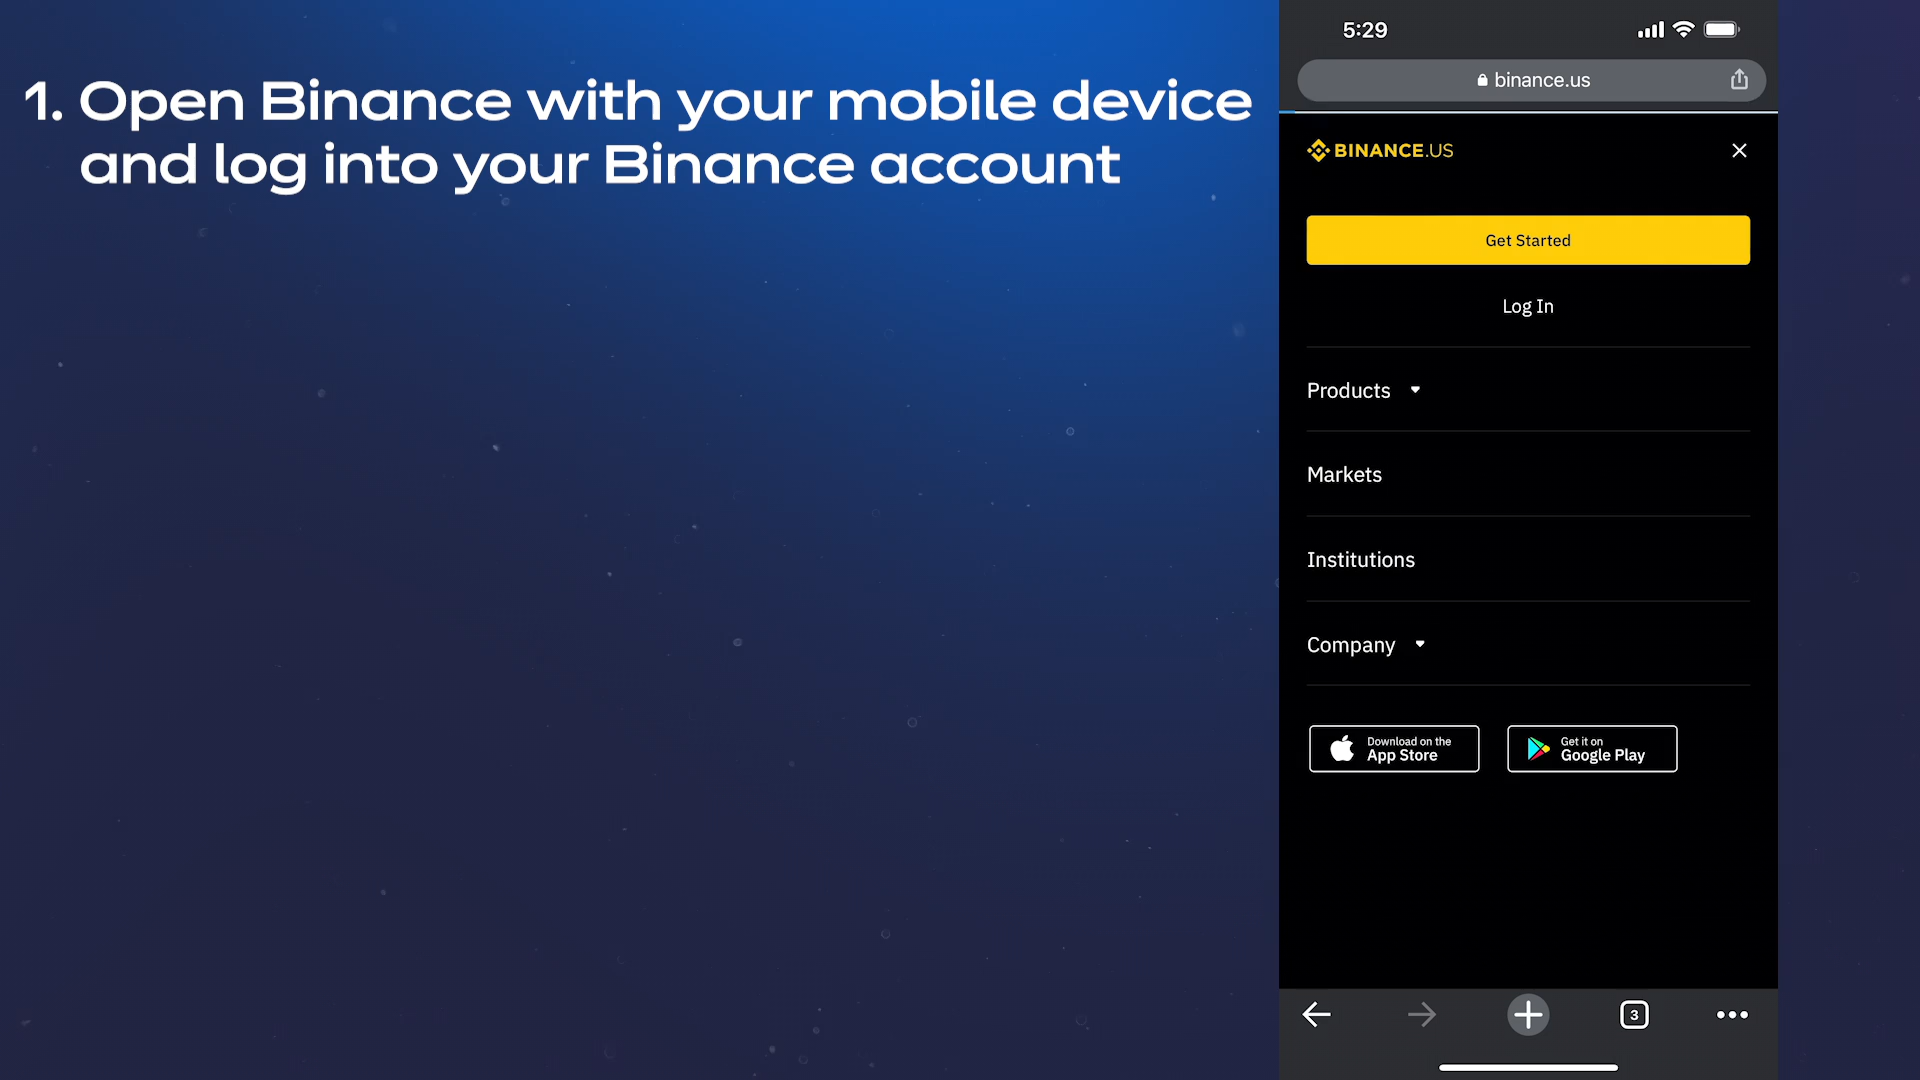 1. Open Binance with your mobile device
and log into your Binance account
5:29
binance.us
BINANCE.US
Get Started
Log In
Products
Markets
Institutions
Company
Download on the
App Store
Get it on
Google Play
3